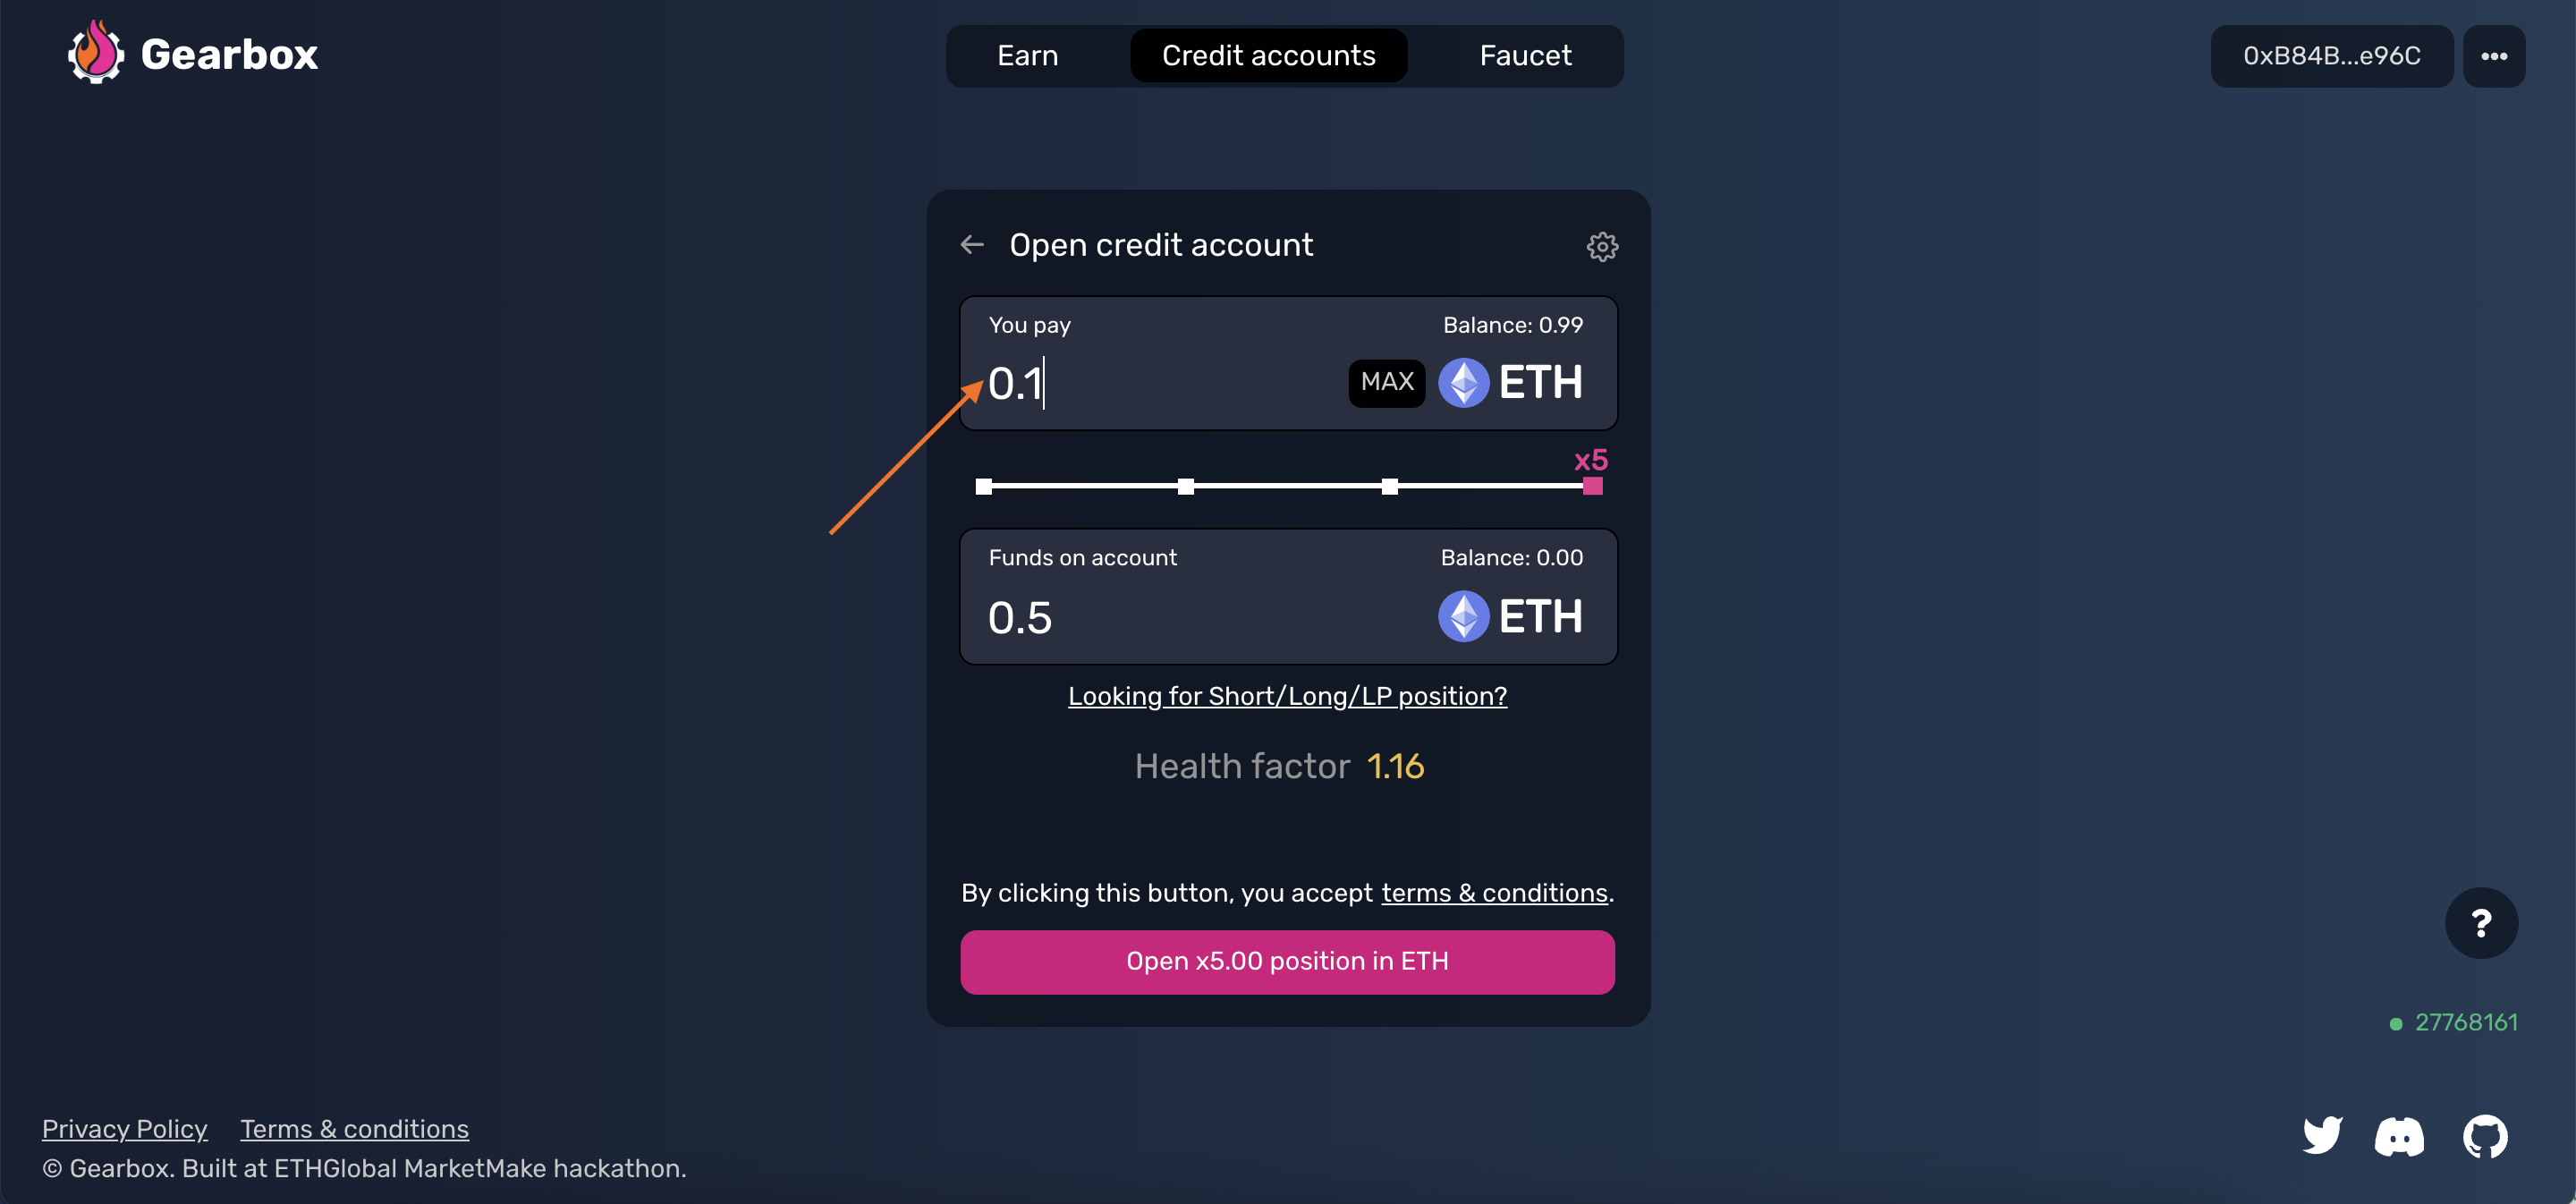 Gearbox
Earn
Credit accounts
Faucet
0xB84B...e96C
Open credit account
You pay
Balance: 0.99
0.1
MAX
ETH
x5
Funds on account
Balance: 0.00
0.5
ETH
Looking for Short/Long/LP position?
Health factor 1.16
By clicking this button, you accept terms & conditions.
Open x5.00 position in ETH
?
27768161
Privacy Policy
Terms & conditions
© Gearbox. Built at ETHGlobal MarketMake hackathon.